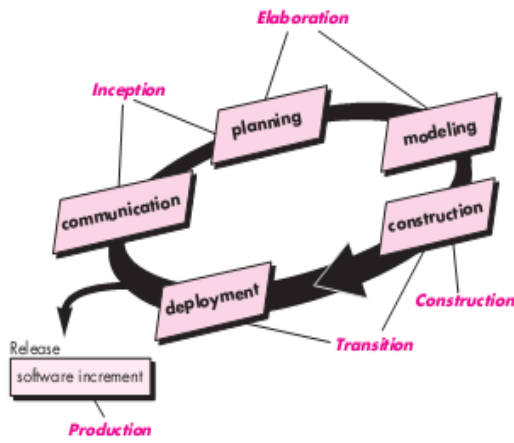 Elaboration
Inception
planning
modeling
communication
construction
deployment
Construction
Transition
Release
software increment
Production